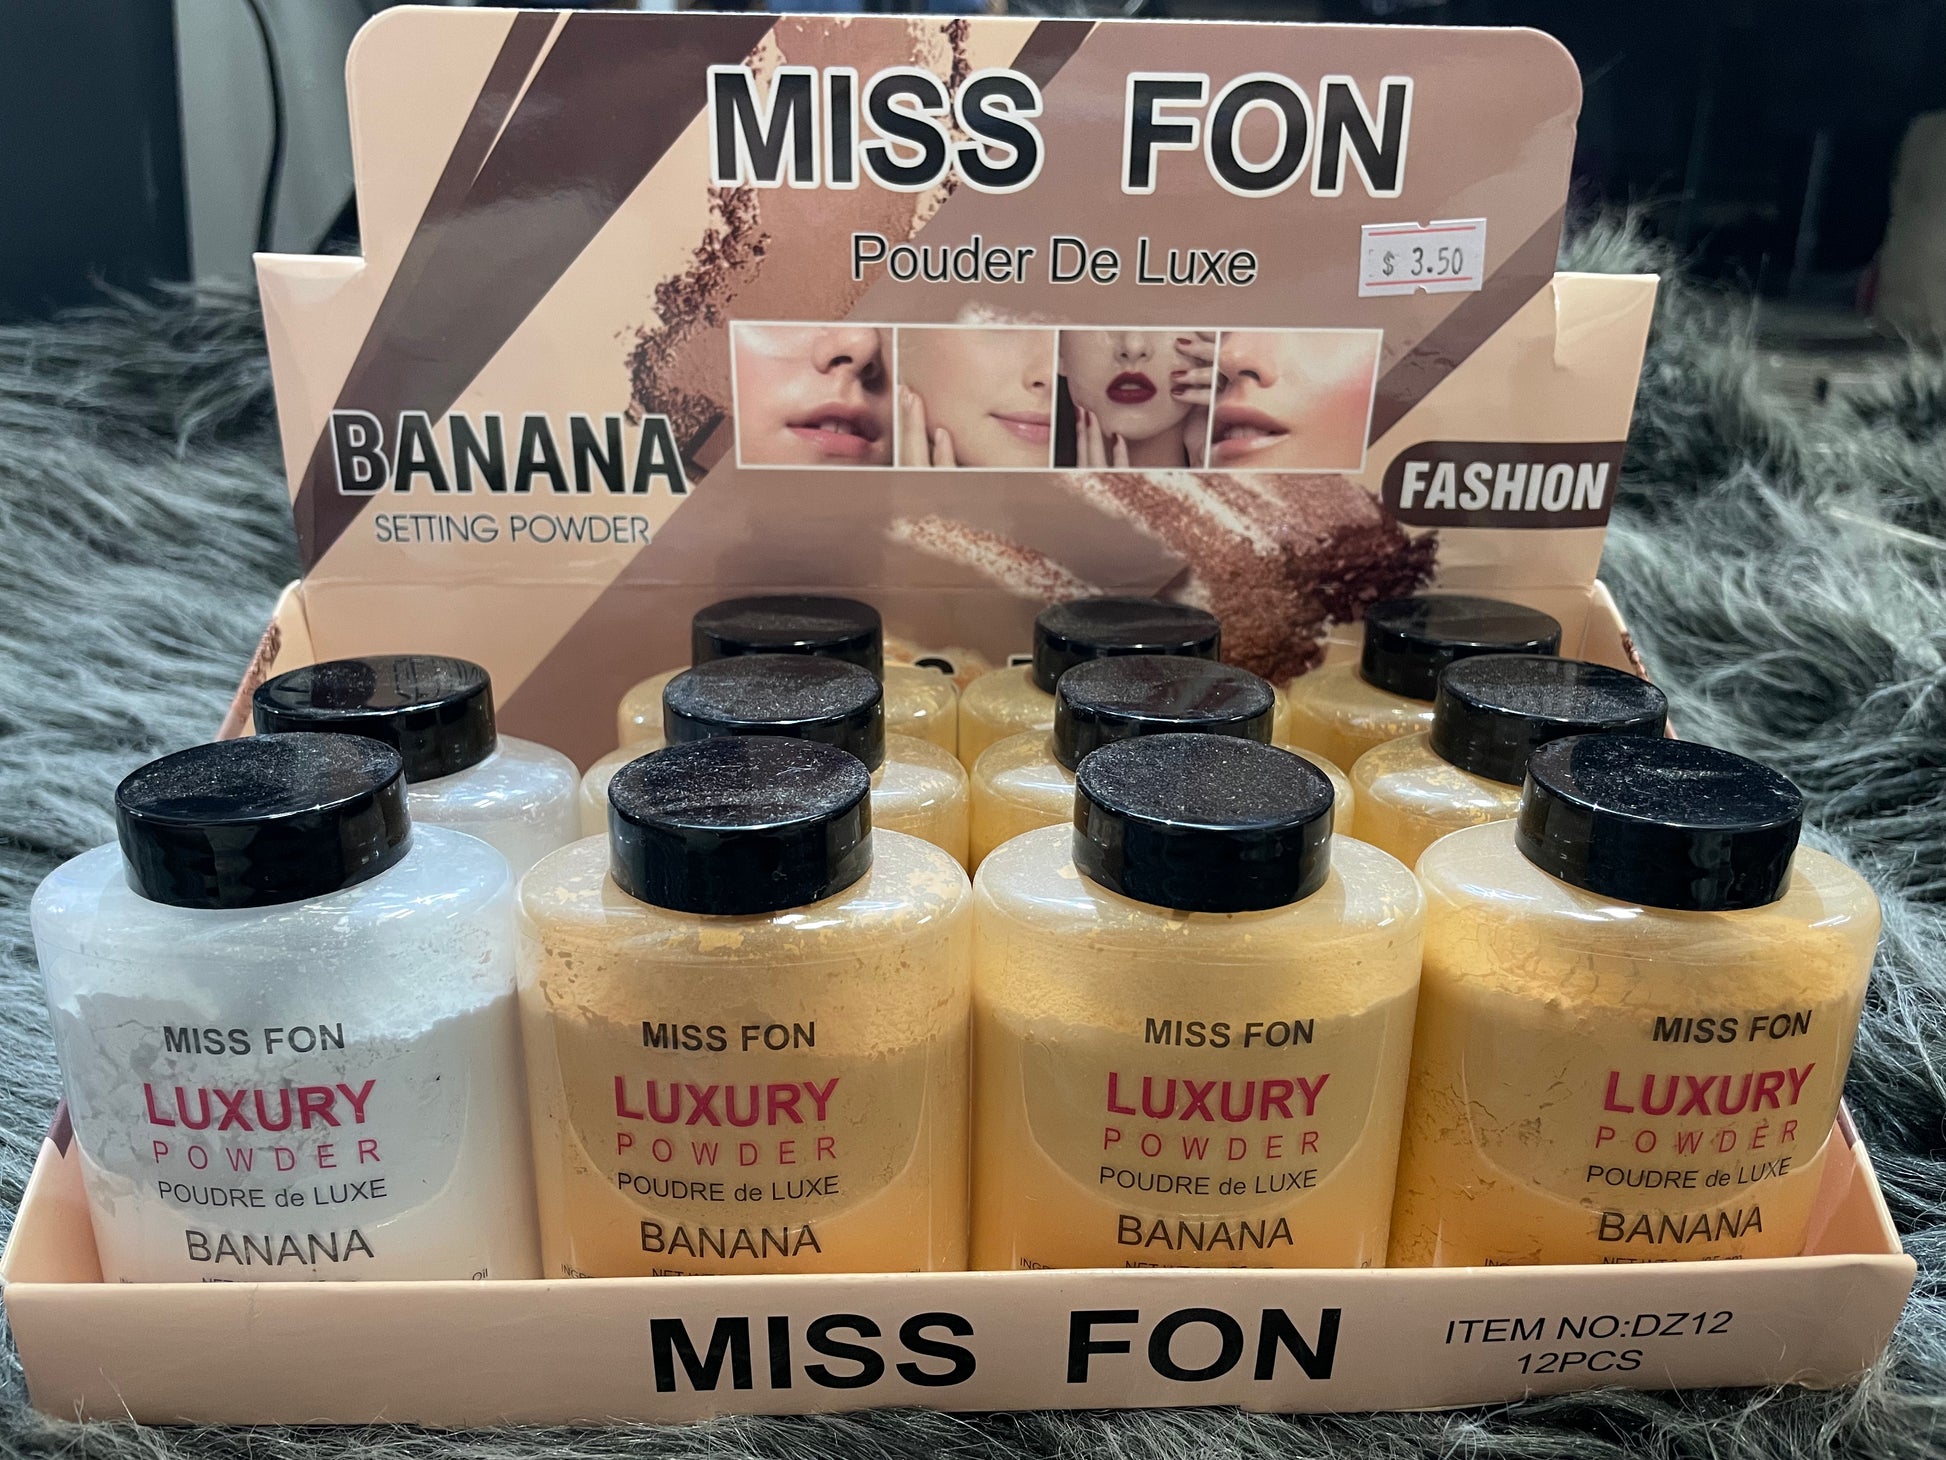 MISS FON
Pouder De Luxe
$ 3.50
BANANA
SETTING POWDER
FASHION
MISS FON
LUXURY
POWDER
POUDRE de LUXE
BANANA
MISS FON
LUXURY
POWDER
POUDRE de LUXE
BANANA
MISS FON
LUXURY
POWDER
POUDRE de LUXE
BANANA
MISS FON
LUXURY
POWDER
POUDRE de LUXE
BANANA
MISS FON
ITEM NO:DZ12
12PCS